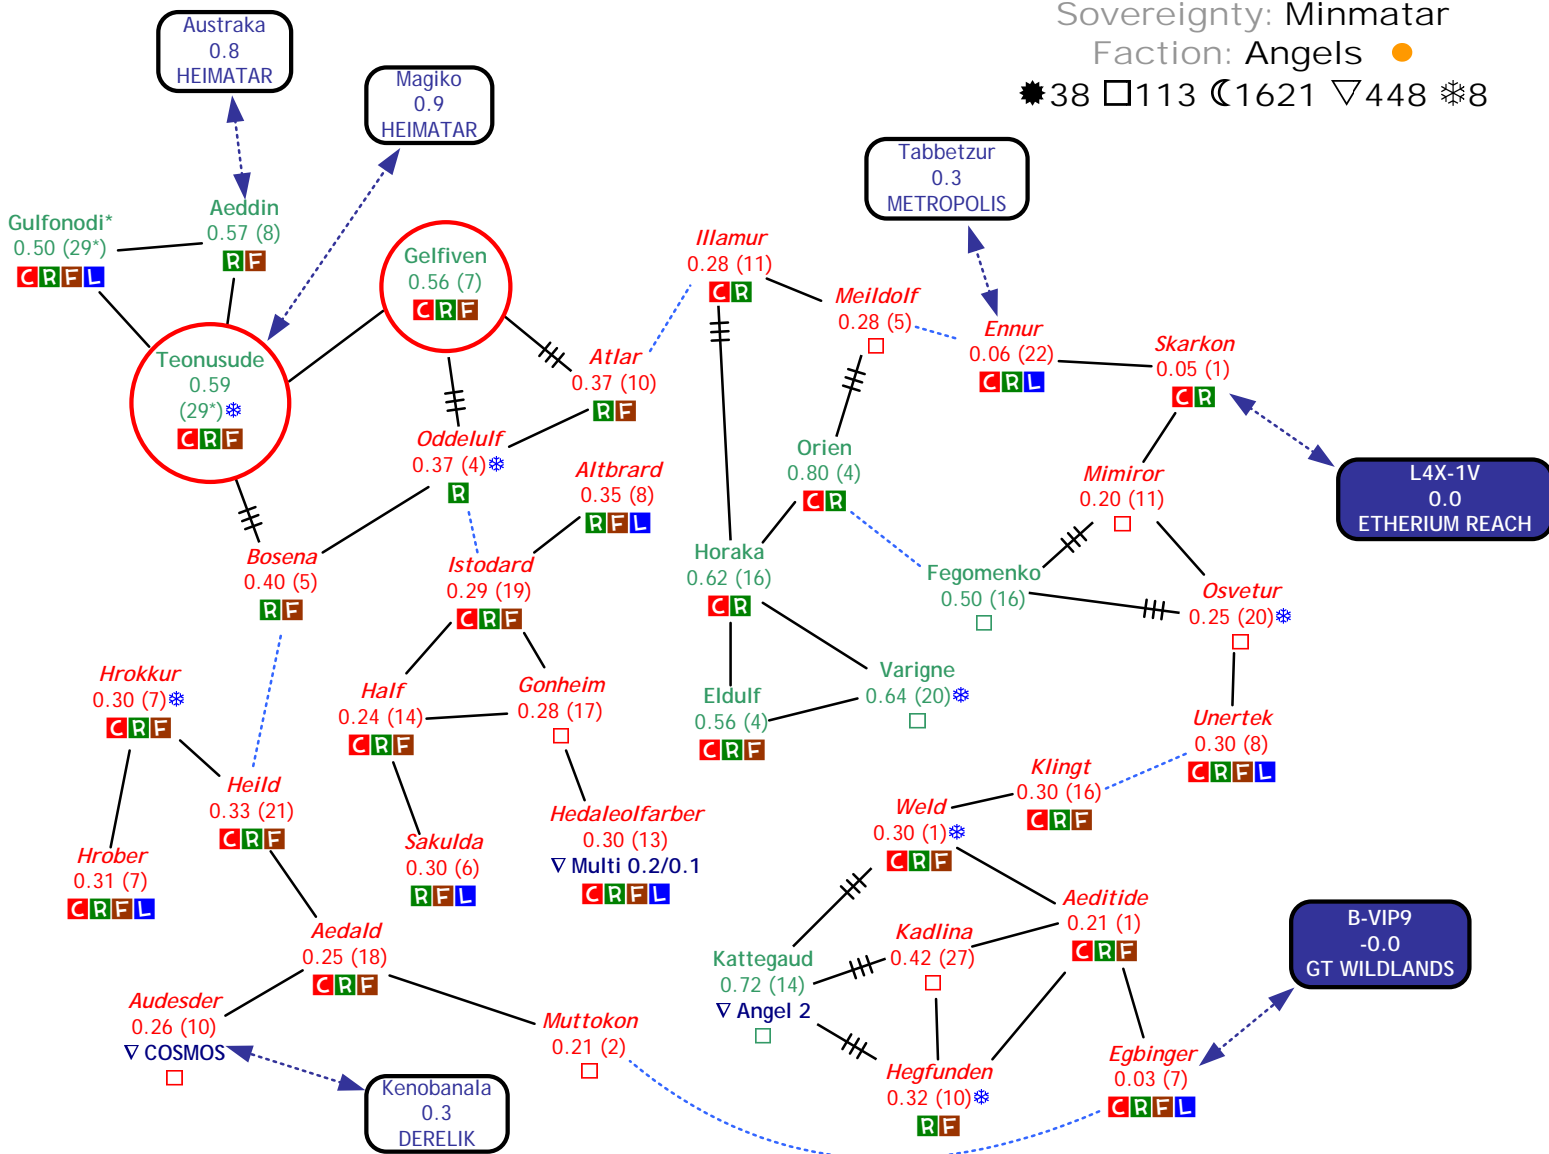 Sovereignty: Minmatar
Faction: Angels
38 113 1621 448 8
Austraka
0.8
HEIMATAR
Magiko
0.9
HEIMATAR
Tabbetzur
0.3
METROPOLIS
Gulfonodi*
0.50 (29*)
C R F L
Aeddin
0.57 (8)
R F
Gelfiven
0.56 (7)
C R F
Illamur
0.28 (11)
C R
Meildolf
0.28 (5)
Ennur
0.06 (22)
C R L
Skarkon
0.05 (1)
C R
Teonusude
0.59
(29*)
C R F
Atlar
0.37 (10)
R F
Oddelulf
0.37 (4)
R
Altbrard
0.35 (8)
R F L
Orien
0.80 (4)
C R
Mimiror
0.20 (11)
L4X-1V
0.0
ETHERIUM REACH
Bosena
0.40 (5)
R F
Istodard
0.29 (19)
C R F
Horaka
0.62 (16)
C R
Fegomenko
0.50 (16)
Osvetur
0.25 (20)
Hrokkur
0.30 (7)
C R F
Half
0.24 (14)
C R F
Gonheim
0.28 (17)
Eldulf
0.56 (4)
C R F
Varigne
0.64 (20)
Unertek
0.30 (8)
C R F L
Heild
0.33 (21)
C R F
Klingt
0.30 (16)
C R F
Hrober
0.31 (7)
C R F L
Sakulda
0.30 (6)
R F L
Hedaleolfarber
0.30 (13)
Multi 0.2/0.1
C R F L
Weld
0.30 (1)
C R F
Aedald
0.25 (18)
C R F
Kattegaud
0.72 (14)
Angel 2
Kadlina
0.42 (27)
Aeditide
0.21 (1)
C R F
B-VIP9
-0.0
GT WILDLANDS
Audesder
0.26 (10)
COSMOS
Muttokon
0.21 (2)
Hegfunden
0.32 (10)
R F
Egbinger
0.03 (7)
C R F L
Kenobanala
0.3
DERELIK